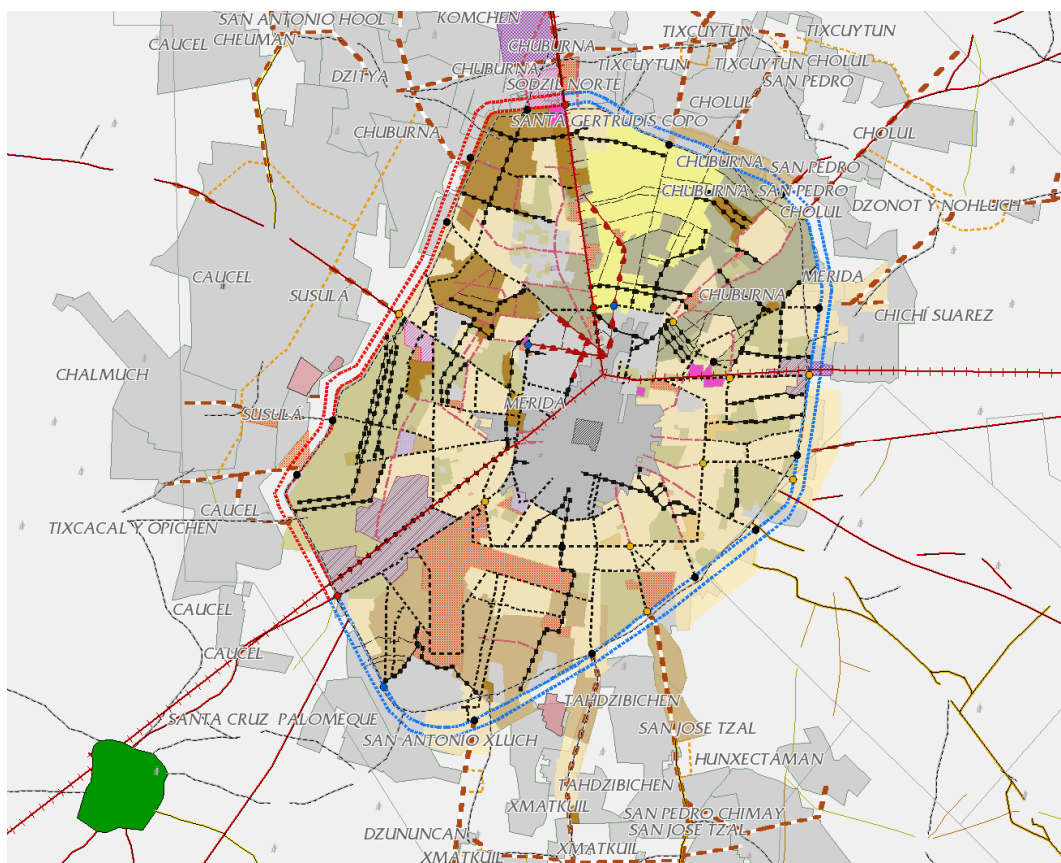 SAN ANTONIO HOOL
KOMCHEN
TIXCUYTUN
TIXCUYTUN
CAUCEL
CHEUMAN
CHUBURNA
DZITYA
CHUBURNA
TIXCUYTUN
TIXCUYTUN
CHOLUL
SODZIL NORTE
SAN PEDRO
CHOLUL
SANTA GERTRUDIS COPO
CHUBURNA
CHOLUL
CHUBURNA
SAN PEDRO
CHUBURNA
SAN PEDRO
DZONOT Y NOHLUCH
CHOLUL
CAUCEL
MÉRIDA
SUSULÁ
CHUBURNA
CHICHÍ SUAREZ
CHALMUCH
MÉRIDA
SUSULÁ
CAUCEL
TIXCACAL Y OPICHEN
CAUCEL
CAUCEL
SANTA CRUZ PALOMEQUE
TAHDZIBICHEN
SAN JOSE TZAL
SAN ANTONIO XLUCH
HUNXECTAMAN
TAHDZIBICHEN
XMATKUIL
SAN PEDRO CHIMAY
DZUNUNCAN
SAN JOSE TZAL
XMATKUIL
XMATKUIL